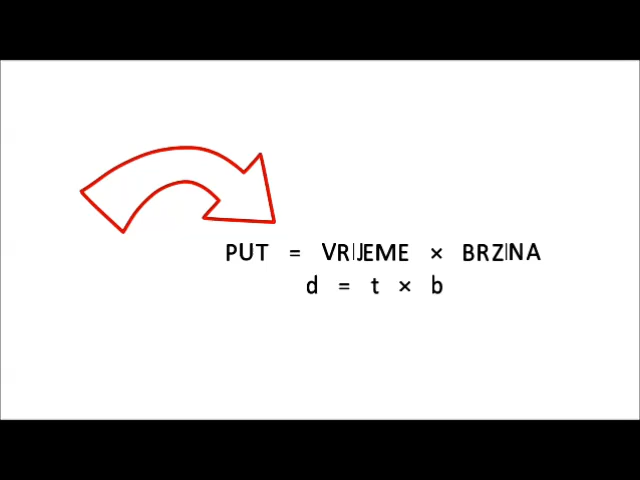 PUT = VRIJEME × BRZINA
d = t × b